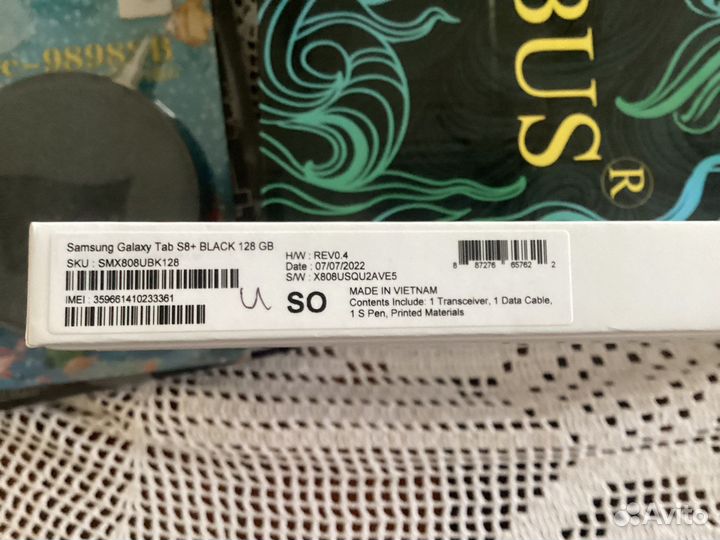 c-9898
BUS®
Samsung Galaxy Tab S8+ BLACK 128 GB
SKU : SMX808UBK128
IMEI : 359661410233361
H/W : REV0.4
Date : 07/07/2022
S/W : X808USQU2AVE5
U SO
MADE IN VIETNAM
Contents Include: 1 Transceiver, 1 Data Cable,
1 S Pen, Printed Materials
8 87276 65762 2
Avito